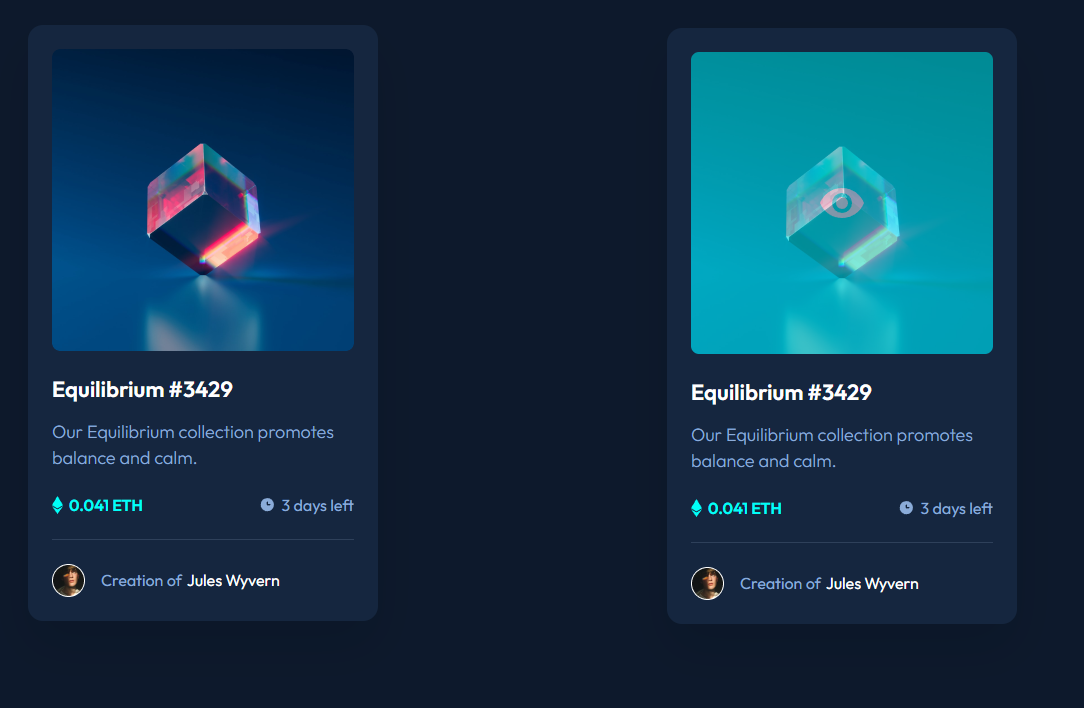 Equilibrium #3429
Our Equilibrium collection promotes
balance and calm.
0.041 ETH
3 days left
Creation of Jules Wyvern
Equilibrium #3429
Our Equilibrium collection promotes
balance and calm.
0.041 ETH
3 days left
Creation of Jules Wyvern